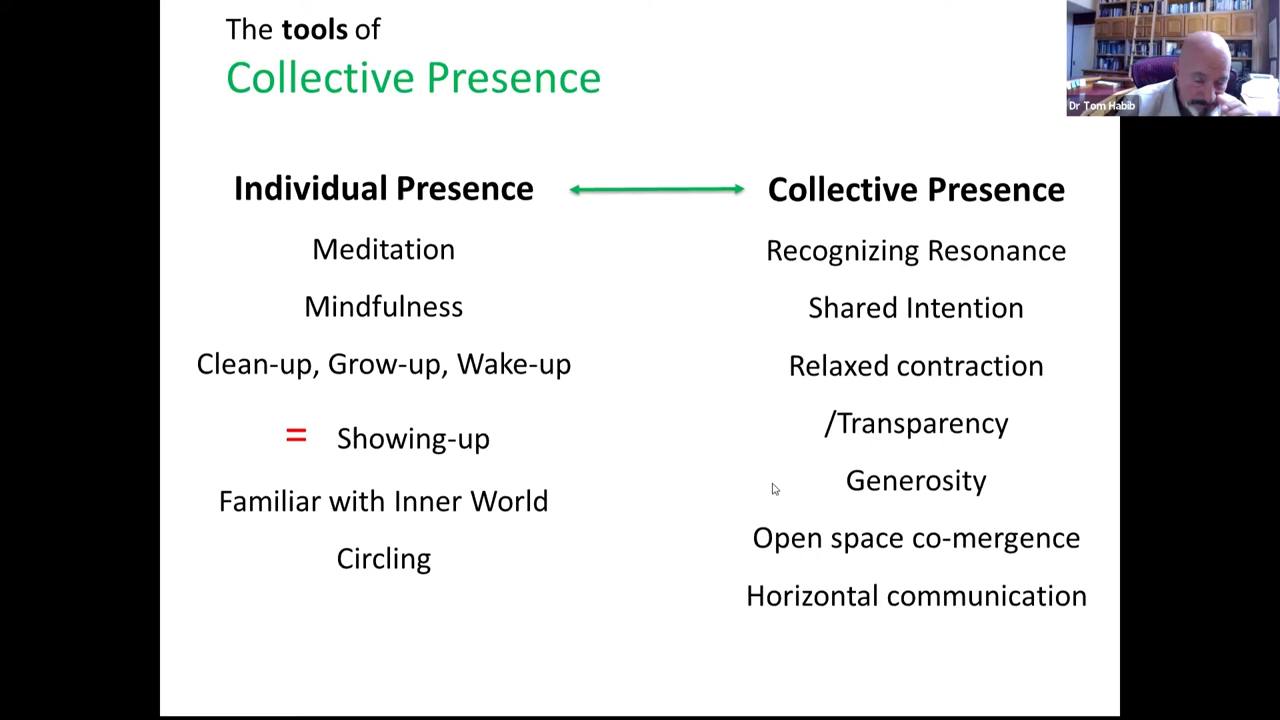 The tools of
Collective Presence
Dr Tom Habib
Individual Presence
Meditation
Mindfulness
Clean-up, Grow-up, Wake-up
= Showing-up
Familiar with Inner World
Circling
Collective Presence
Recognizing Resonance
Shared Intention
Relaxed contraction
/Transparency
Generosity
Open space co-mergence
Horizontal communication